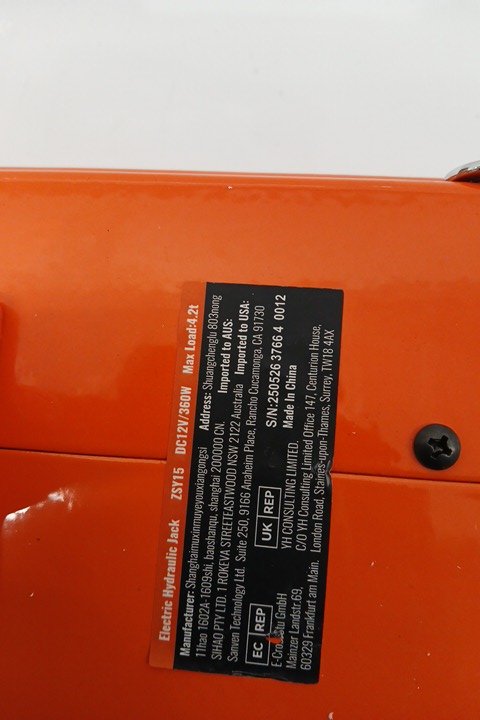 Electric Hydraulic Jack ZSY15 DC12V/360W Max Load:4.2t
Manufacturer: Shanghaimuxinmuyeyouxiangongsi Address: Shuangchenglu 803nong
11hao 1602A-1609shi, baoshanqu, shanghai 200000 CN. Imported to AUS:
SIHAO PTY LTD. 1 ROKEVA STREETEASTWOOD NSW 2122 Australia Imported to USA:
Sanven Technology Ltd. Suite 250, 9166 Anaheim Place, Rancho Cucamonga, CA 91730
UK REP
S/N:250526 3766 4 0012
YH CONSULTING LIMITED. Made In China
C/O YH Consulting Limited Office 147, Centurion House,
London Road, Staines-upon-Thames, Surrey, TW18 4AX
EC REP
E-CrossStu GmbH
Mainzer Landstr.69,
60329 Frankfurt am Main.